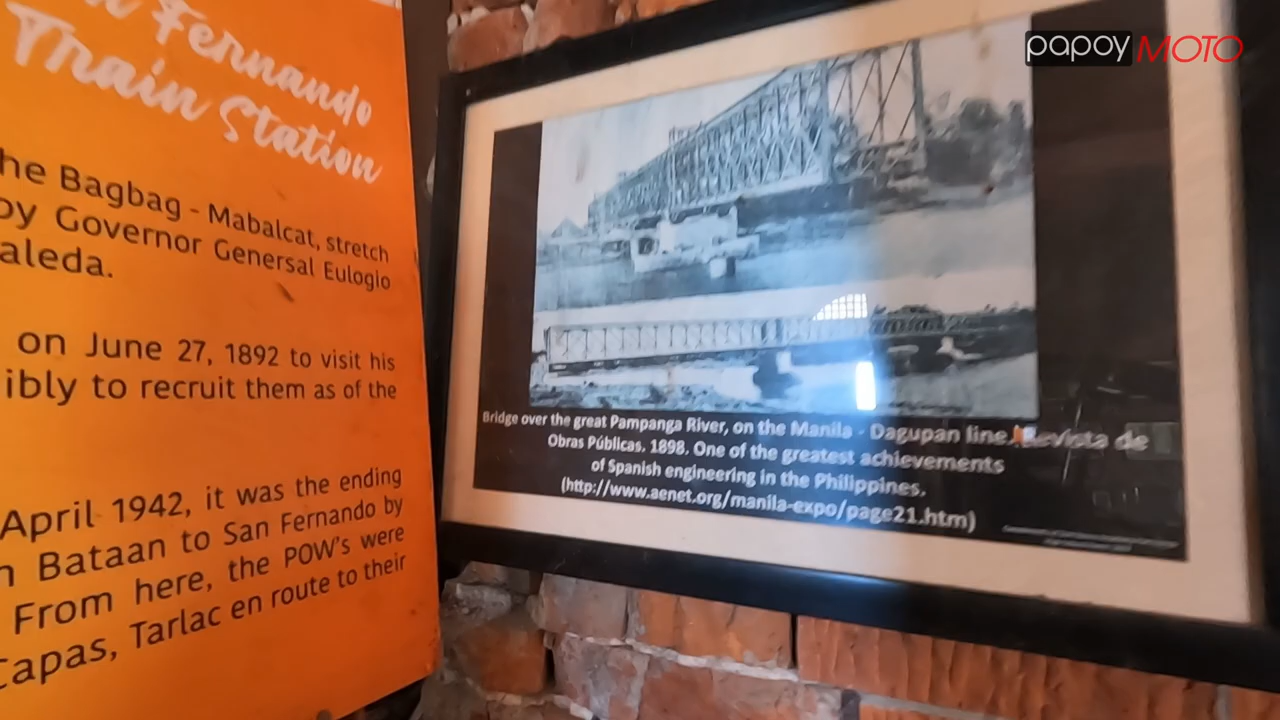 Fernando
Train Station
he Bagbag - Mabalcat, stretch
by Governor Genersal Eulogio
aleda.
on June 27, 1892 to visit his
ibly to recruit them as of the
April 1942, it was the ending
n Bataan to San Fernando by
From here, the POW's were
Capas, Tarlac en route to their
papoy MOTO
Bridge over the great Pampanga River, on the Manila - Dagupan line. Revista de
Obras Públicas. 1898. One of the greatest achievements
of Spanish engineering in the Philippines.
(http://www.aenet.org/manila-expo/page21.htm)